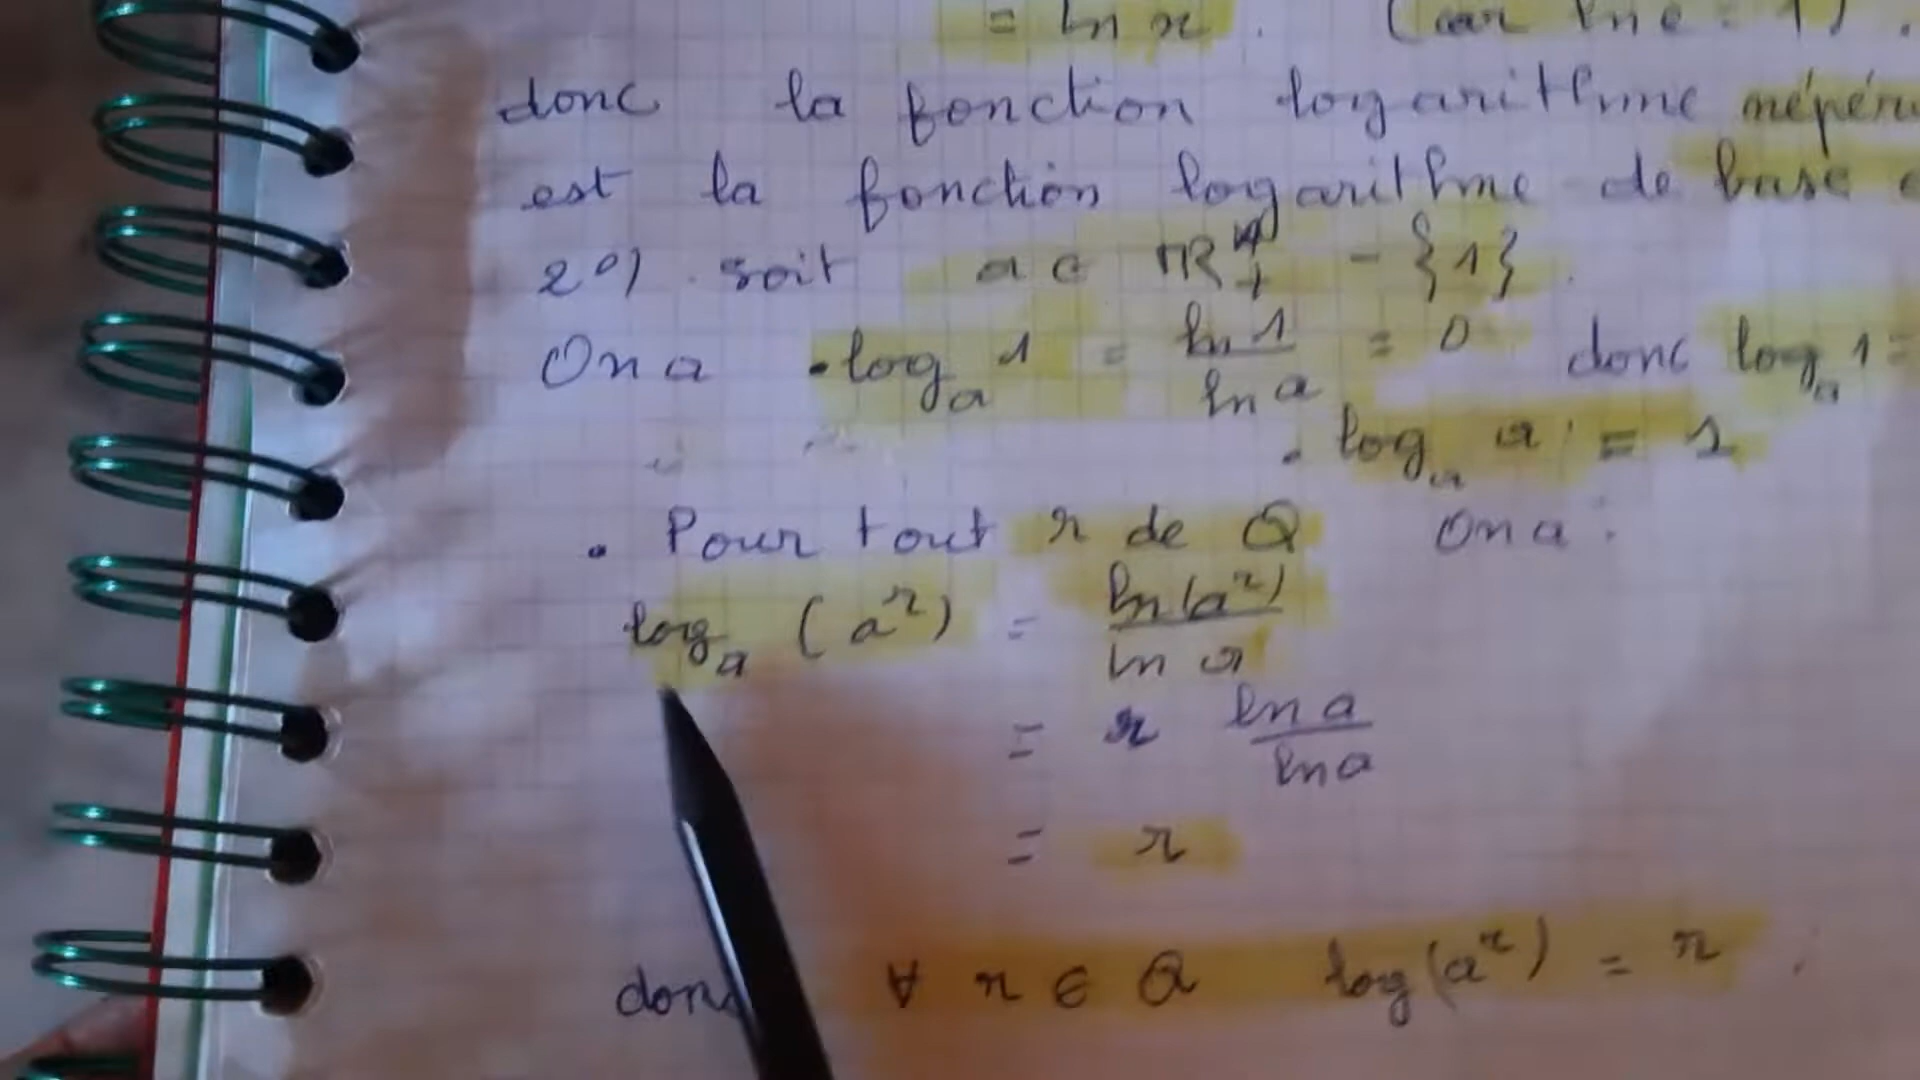 = ln x. (car ln e = 1).
donc la fonction logarithme népéru
est la fonction logarithme de base e
2°/. soit a ∈ IR*+ - {1}.
On a • log_a 1 = ln 1 / ln a = 0 donc log_a 1 =
• log_a a = 1
• Pour tout r de Q On a :
log_a (a^r) = ln(a^r) / ln a
= r ln a / ln a
= r
donc ∀ r ∈ Q log(a^r) = r.